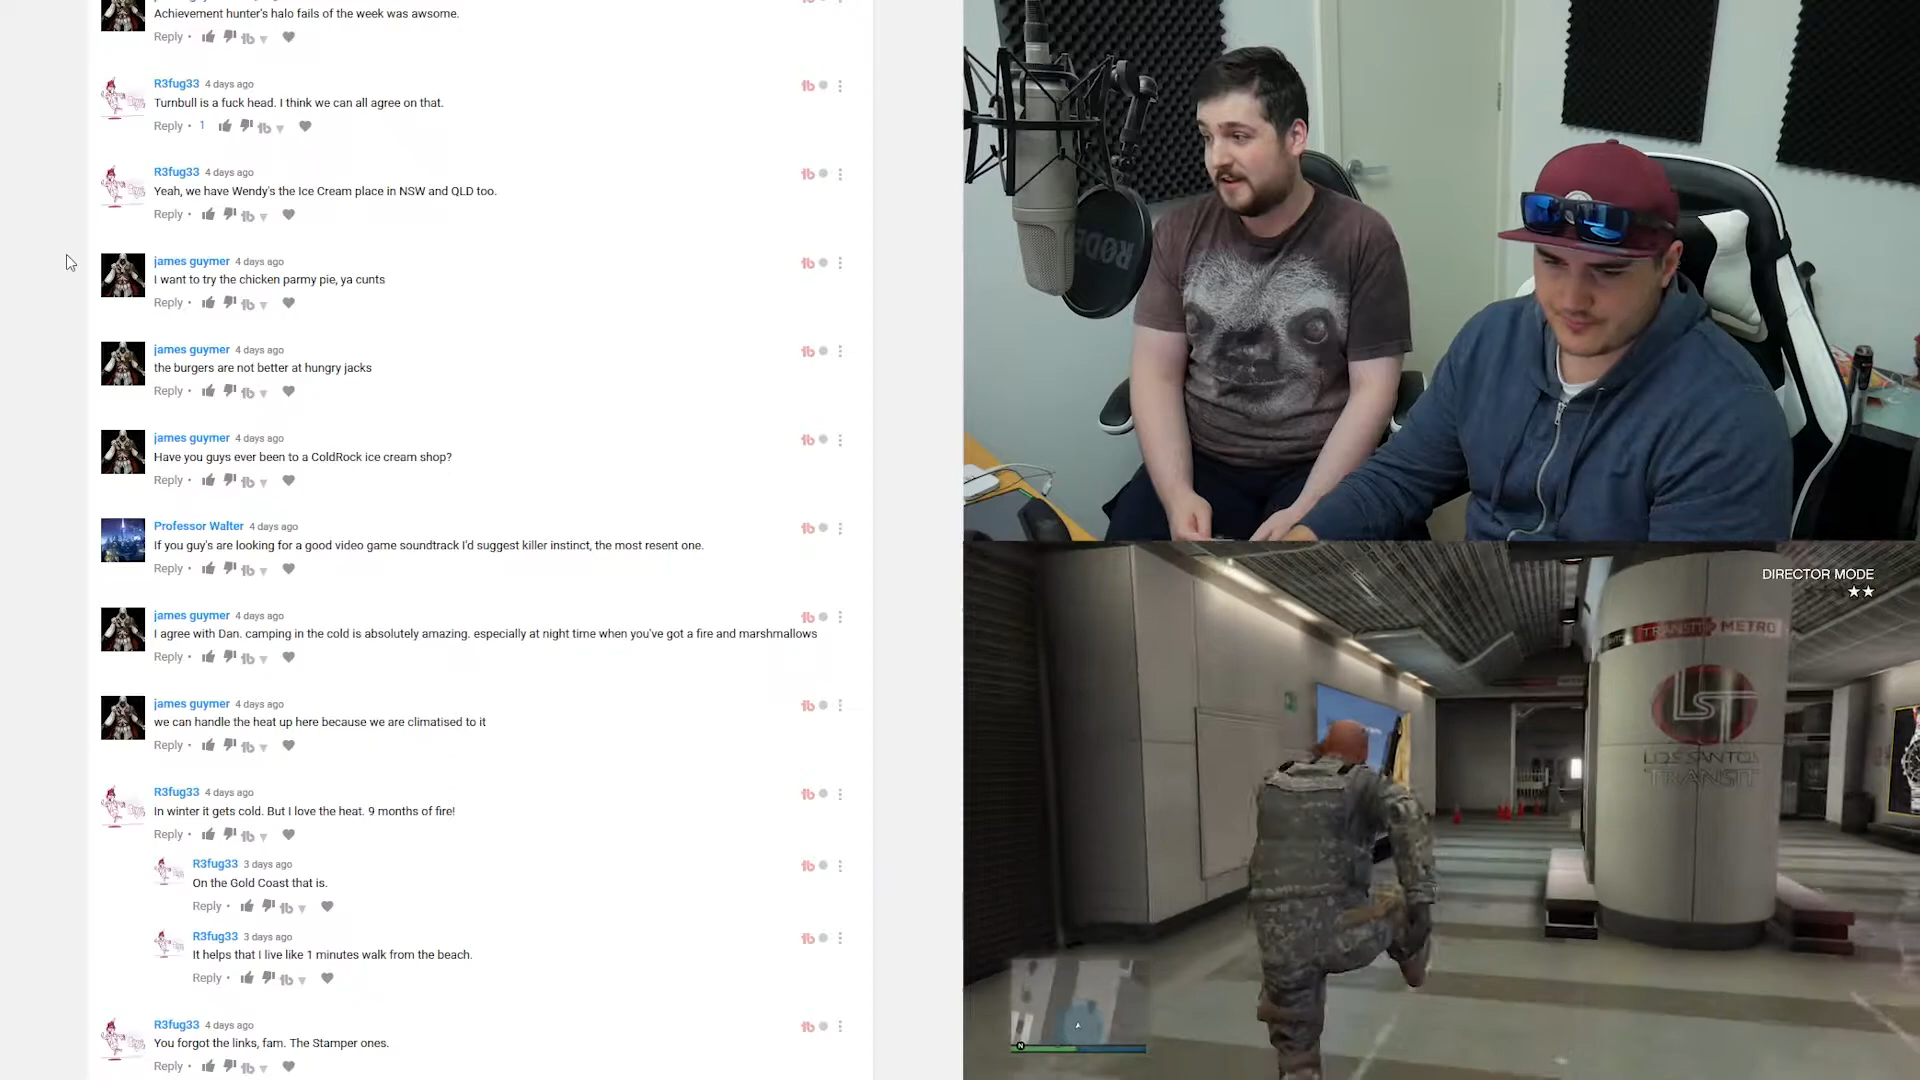 Achievement hunter's halo fails of the week was awsome.
Reply •
R3fug33 4 days ago
Turnbull is a fuck head. I think we can all agree on that.
Reply • 1
R3fug33 4 days ago
Yeah, we have Wendy's the Ice Cream place in NSW and QLD too.
Reply •
james guymer 4 days ago
I want to try the chicken parmy pie, ya cunts
Reply •
james guymer 4 days ago
the burgers are not better at hungry jacks
Reply •
james guymer 4 days ago
Have you guys ever been to a ColdRock ice cream shop?
Reply •
Professor Walter 4 days ago
If you guy's are looking for a good video game soundtrack I'd suggest killer instinct, the most resent one.
Reply •
james guymer 4 days ago
I agree with Dan. camping in the cold is absolutely amazing. especially at night time when you've got a fire and marshmallows
Reply •
james guymer 4 days ago
we can handle the heat up here because we are climatised to it
Reply •
R3fug33 4 days ago
In winter it gets cold. But I love the heat. 9 months of fire!
Reply •
R3fug33 3 days ago
On the Gold Coast that is.
Reply •
R3fug33 3 days ago
It helps that I live like 1 minutes walk from the beach.
Reply •
R3fug33 4 days ago
You forgot the links, fam. The Stamper ones.
Reply •
RØDE
DIRECTOR MODE
TRANSIT METRO
LST
LOS SANTOS
TRANSIT
N